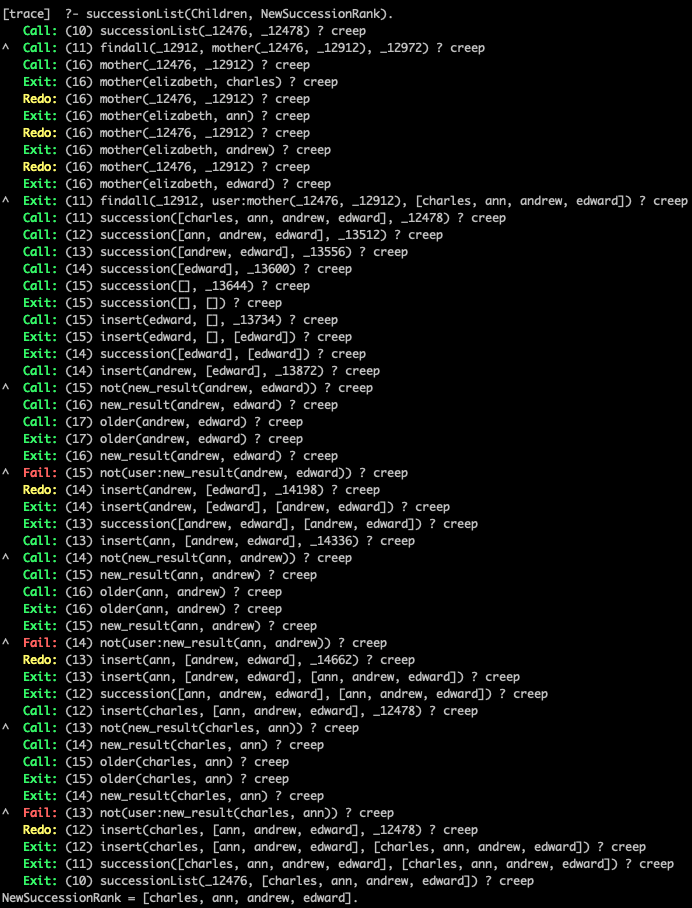 [trace]  ?- successionList(Children, NewSuccessionRank).
   Call: (10) successionList(_12476, _12478) ? creep
^  Call: (11) findall(_12912, mother(_12476, _12912), _12972) ? creep
   Call: (16) mother(_12476, _12912) ? creep
   Exit: (16) mother(elizabeth, charles) ? creep
   Redo: (16) mother(_12476, _12912) ? creep
   Exit: (16) mother(elizabeth, ann) ? creep
   Redo: (16) mother(_12476, _12912) ? creep
   Exit: (16) mother(elizabeth, andrew) ? creep
   Redo: (16) mother(_12476, _12912) ? creep
   Exit: (16) mother(elizabeth, edward) ? creep
^  Exit: (11) findall(_12912, user:mother(_12476, _12912), [charles, ann, andrew, edward]) ? creep
   Call: (11) succession([charles, ann, andrew, edward], _12478) ? creep
   Call: (12) succession([ann, andrew, edward], _13512) ? creep
   Call: (13) succession([andrew, edward], _13556) ? creep
   Call: (14) succession([edward], _13600) ? creep
   Call: (15) succession([], _13644) ? creep
   Exit: (15) succession([], []) ? creep
   Call: (15) insert(edward, [], _13734) ? creep
   Exit: (15) insert(edward, [], [edward]) ? creep
   Exit: (14) succession([edward], [edward]) ? creep
   Call: (14) insert(andrew, [edward], _13872) ? creep
^  Call: (15) not(new_result(andrew, edward)) ? creep
   Call: (16) new_result(andrew, edward) ? creep
   Call: (17) older(andrew, edward) ? creep
   Exit: (17) older(andrew, edward) ? creep
   Exit: (16) new_result(andrew, edward) ? creep
^  Fail: (15) not(user:new_result(andrew, edward)) ? creep
   Redo: (14) insert(andrew, [edward], _14198) ? creep
   Exit: (14) insert(andrew, [edward], [andrew, edward]) ? creep
   Exit: (13) succession([andrew, edward], [andrew, edward]) ? creep
   Call: (13) insert(ann, [andrew, edward], _14336) ? creep
^  Call: (14) not(new_result(ann, andrew)) ? creep
   Call: (15) new_result(ann, andrew) ? creep
   Call: (16) older(ann, andrew) ? creep
   Exit: (16) older(ann, andrew) ? creep
   Exit: (15) new_result(ann, andrew) ? creep
^  Fail: (14) not(user:new_result(ann, andrew)) ? creep
   Redo: (13) insert(ann, [andrew, edward], _14662) ? creep
   Exit: (13) insert(ann, [andrew, edward], [ann, andrew, edward]) ? creep
   Exit: (12) succession([ann, andrew, edward], [ann, andrew, edward]) ? creep
   Call: (12) insert(charles, [ann, andrew, edward], _12478) ? creep
^  Call: (13) not(new_result(charles, ann)) ? creep
   Call: (14) new_result(charles, ann) ? creep
   Call: (15) older(charles, ann) ? creep
   Exit: (15) older(charles, ann) ? creep
   Exit: (14) new_result(charles, ann) ? creep
^  Fail: (13) not(user:new_result(charles, ann)) ? creep
   Redo: (12) insert(charles, [ann, andrew, edward], _12478) ? creep
   Exit: (12) insert(charles, [ann, andrew, edward], [charles, ann, andrew, edward]) ? creep
   Exit: (11) succession([charles, ann, andrew, edward], [charles, ann, andrew, edward]) ? creep
   Exit: (10) successionList(_12476, [charles, ann, andrew, edward]) ? creep
NewSuccessionRank = [charles, ann, andrew, edward].